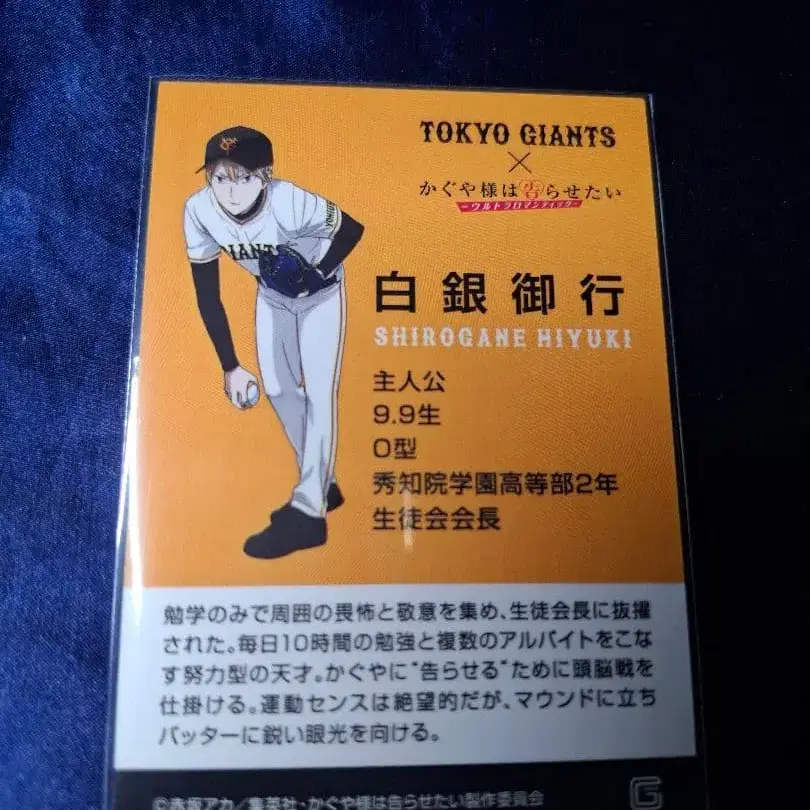 TOKYO GIANTS
×
かぐや様は告らせたい
-ウルトラロマンティック-
GIANTS
白銀御行
SHIROGANE HIYUKI
主人公
9.9生
O型
秀知院学園高等部2年
生徒会会長
勉学のみで周囲の畏怖と敬意を集め、生徒会長に抜擢
された。毎日10時間の勉強と複数のアルバイトをこな
す努力型の天才。かぐやに"告らせる"ために頭脳戦を
仕掛ける。運動センスは絶望的だが、マウンドに立ち
バッターに鋭い眼光を向ける。
©赤坂アカ/集英社・かぐや様は告らせたい製作委員会
G